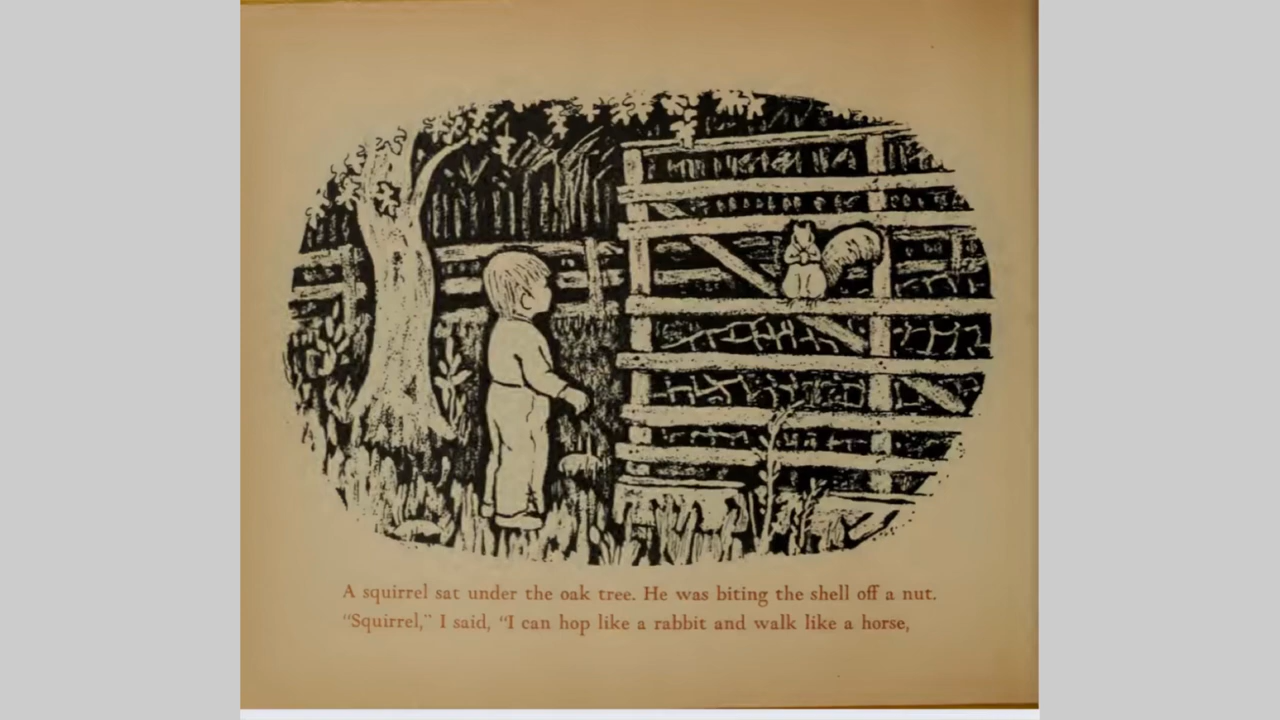 A squirrel sat under the oak tree. He was biting the shell off a nut.
“Squirrel,” I said, “I can hop like a rabbit and walk like a horse,